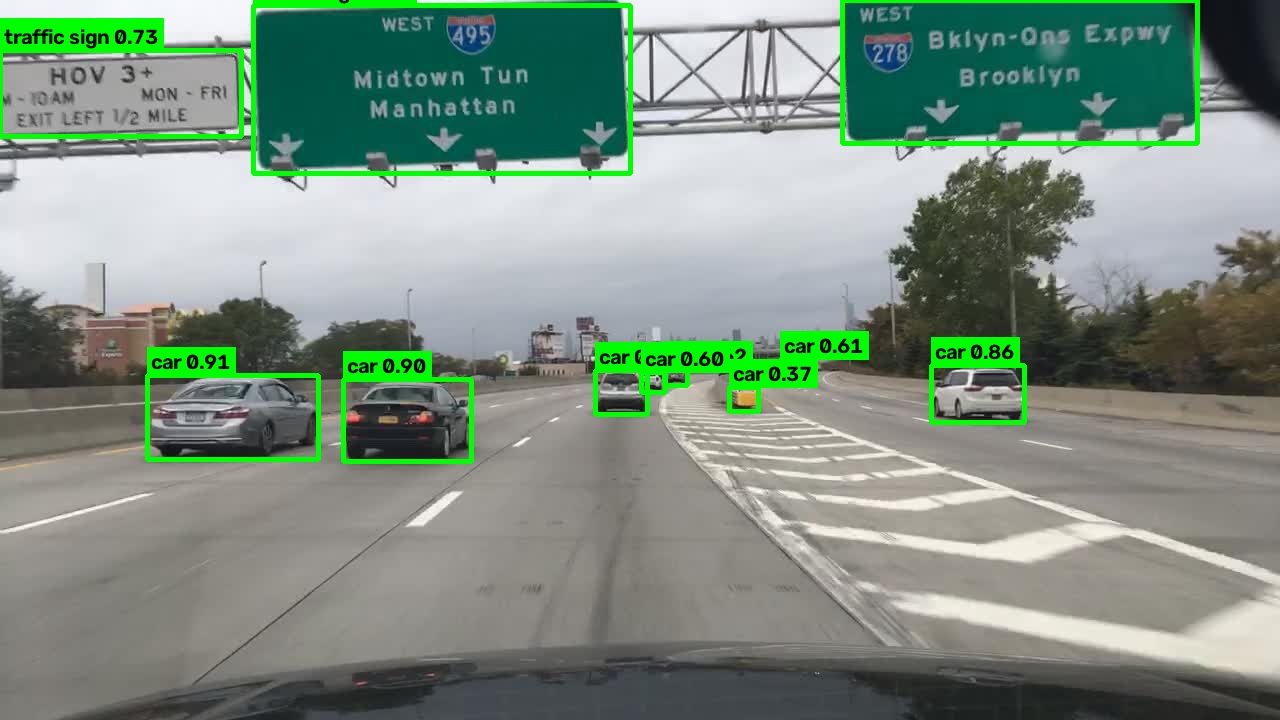 traffic sign 0.73
HOV 3+
M - 10AM MON - FRI
EXIT LEFT 1/2 MILE
WEST 495
Midtown Tun
Manhattan
WEST
278 Bklyn-Qns Expwy
Brooklyn
car 0.91
car 0.90
car 0.60
car 0.61
car 0.37
car 0.86